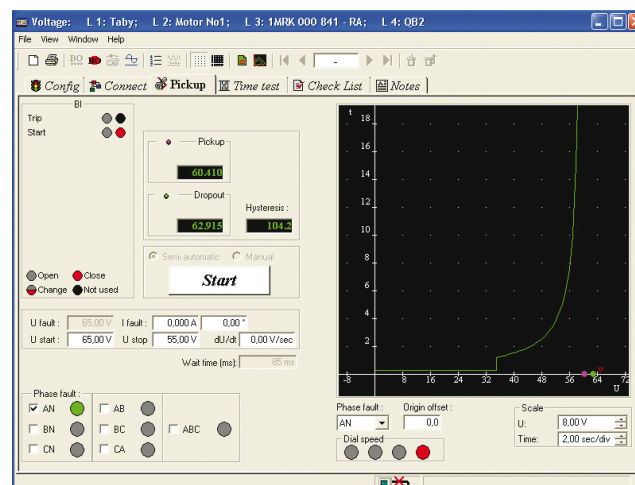 Voltage: L 1: Taby; L 2: Motor No1; L 3: 1MRK 000 841 - RA; L 4: QB2
File View Window Help
BO
-
Config Connect Pickup Time test Check List Notes
BI
Trip
Start
Open Close
Change Not used
Pickup
60.410
Dropout
62.915
Hysteresis :
104.2
Semi automatic Manual
Start
U fault : 65,00 V I fault : 0,000 A 0,00 °
U start : 65,00 V U stop 55,00 V dU/dt 0,00 V/sec
Wait time (ms): 85 ms
Phase fault :
AN AB
BN BC ABC
CN CA
t 18
16
14
12
10
8
6
4
2
-8 8 16 24 32 40 48 56 64 72
U
Phase fault : Origin offset :
AN 0,0
Dial speed
Scale
U: 8,00 V
Time: 2,00 sec/div